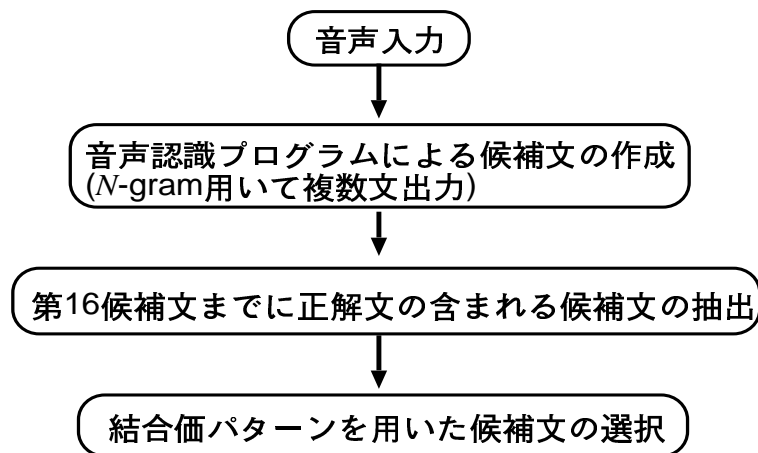 音声入力
音声認識プログラムによる候補文の作成
(N-gram用いて複数文出力)
第16候補文までに正解文の含まれる候補文の抽出
結合価パターンを用いた候補文の選択